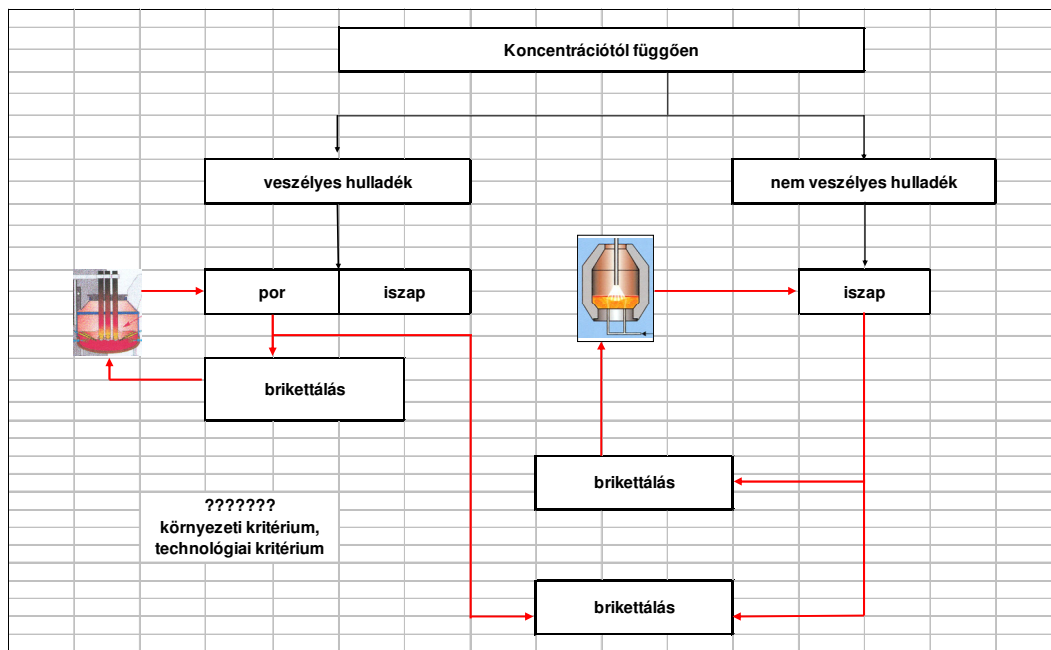 Koncentrációtól függően
veszélyes hulladék
nem veszélyes hulladék
por
iszap
iszap
brikettálás
brikettálás
???????
környezeti kritérium,
technológiai kritérium
brikettálás